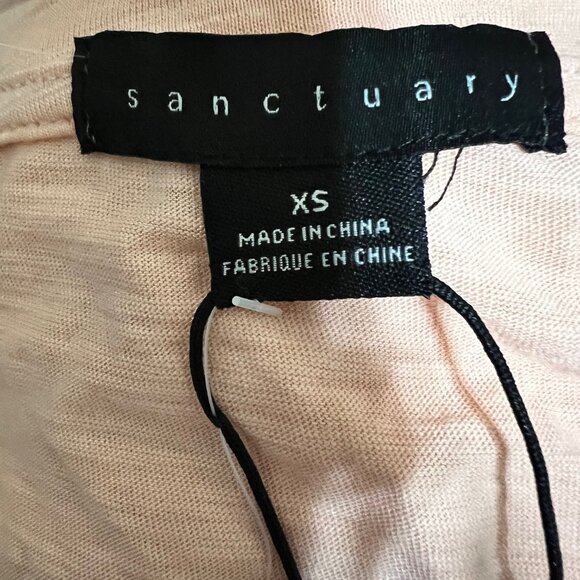 sanctuary
XS
MADE IN CHINA
FABRIQUE EN CHINE